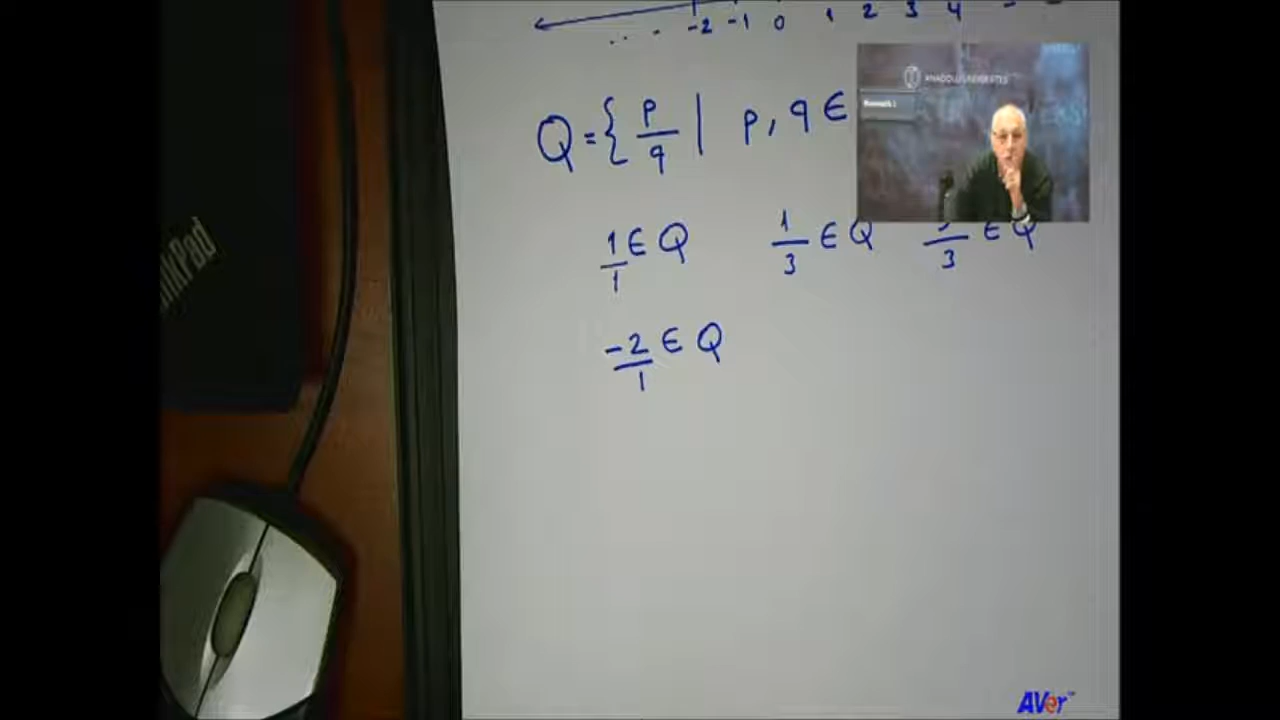 ... . -2 -1 0 1 2 3 4
ANADOLU ÜNİVERSİTESİ
Q = { p/q | p, q ∈
1/1 ∈ Q 1/3 ∈ Q /3 ∈ Q
-2/1 ∈ Q
nkPad
AVer